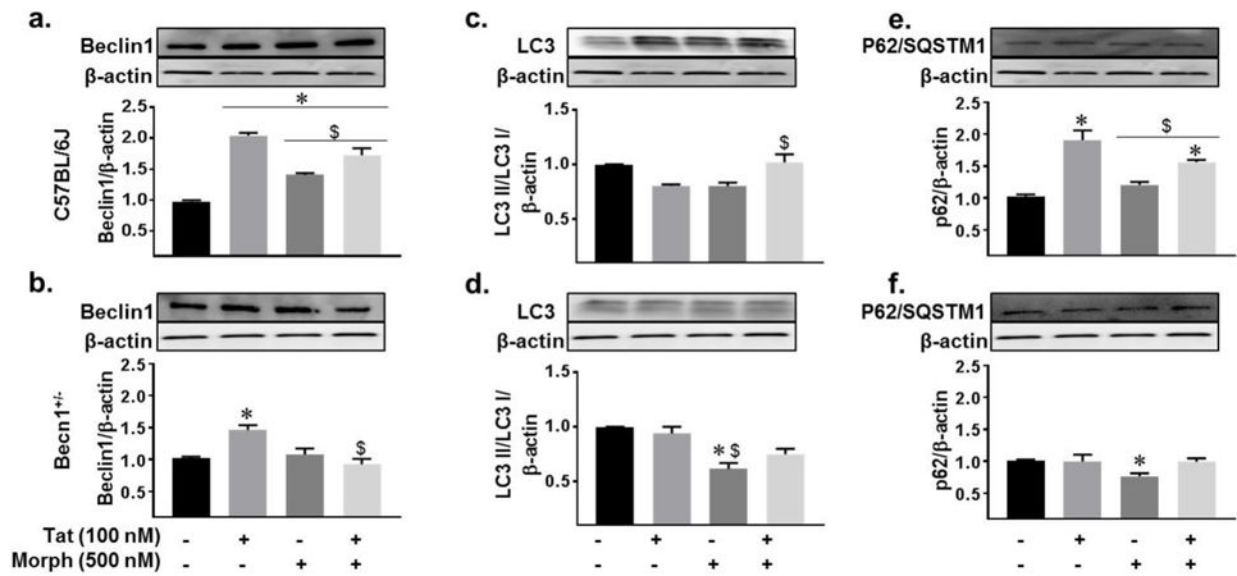 a.
Beclin1
β-actin
C57BL/6J
Beclin1/β-actin
2.5
2.0
1.5
1.0
0.5
*
$
c.
LC3
β-actin
LC3 II/LC3 I/
β-actin
1.5
1.0
0.5
$
e.
P62/SQSTM1
β-actin
p62/β-actin
2.5
2.0
1.5
1.0
0.5
*
$
*
b.
Beclin1
β-actin
Becn1+/-
Beclin1/β-actin
2.5
2.0
1.5
1.0
0.5
*
$
d.
LC3
β-actin
LC3 II/LC3 I/
β-actin
1.5
1.0
0.5
* $
f.
P62/SQSTM1
β-actin
p62/β-actin
2.5
2.0
1.5
1.0
0.5
*
Tat (100 nM) - + - + - + - + - + - +
Morph (500 nM) - - + + - - + + - - + +